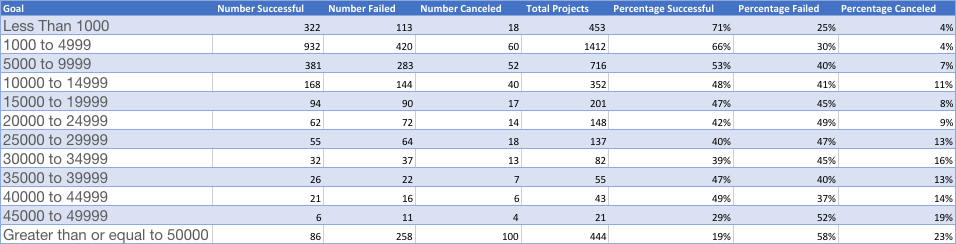 Goal Number Successful Number Failed Number Canceled Total Projects Percentage Successful Percentage Failed Percentage Canceled
Less Than 1000 322 113 18 453 71% 25% 4%
1000 to 4999 932 420 60 1412 66% 30% 4%
5000 to 9999 381 283 52 716 53% 40% 7%
10000 to 14999 168 144 40 352 48% 41% 11%
15000 to 19999 94 90 17 201 47% 45% 8%
20000 to 24999 62 72 14 148 42% 49% 9%
25000 to 29999 55 64 18 137 40% 47% 13%
30000 to 34999 32 37 13 82 39% 45% 16%
35000 to 39999 26 22 7 55 47% 40% 13%
40000 to 44999 21 16 6 43 49% 37% 14%
45000 to 49999 6 11 4 21 29% 52% 19%
Greater than or equal to 50000 86 258 100 444 19% 58% 23%